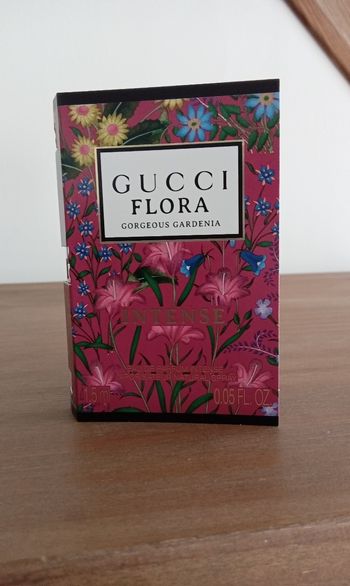 GUCCI
FLORA
GORGEOUS GARDENIA
INTENSE
1,5 ml 0.05 FL. OZ.